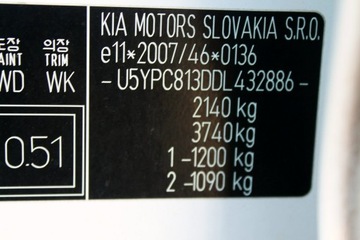 도장 의장
AINT TRIM
WD WK
0.51
KIA MOTORS SLOVAKIA S.R.O.
e11*2007/46*0136
-U5YPC813DDL432886-
2140 kg
3740 kg
1 -1200 kg
2 -1090 kg